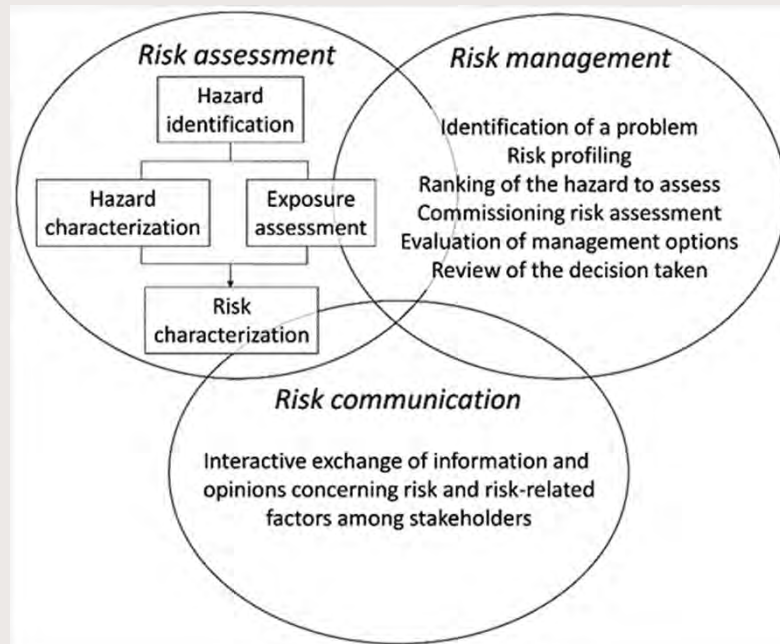 Risk assessment
Hazard
identification
Hazard
characterization
Exposure
assessment
Risk
characterization
Risk management
Identification of a problem
Risk profiling
Ranking of the hazard to assess
Commissioning risk assessment
Evaluation of management options
Review of the decision taken
Risk communication
Interactive exchange of information and
opinions concerning risk and risk-related
factors among stakeholders